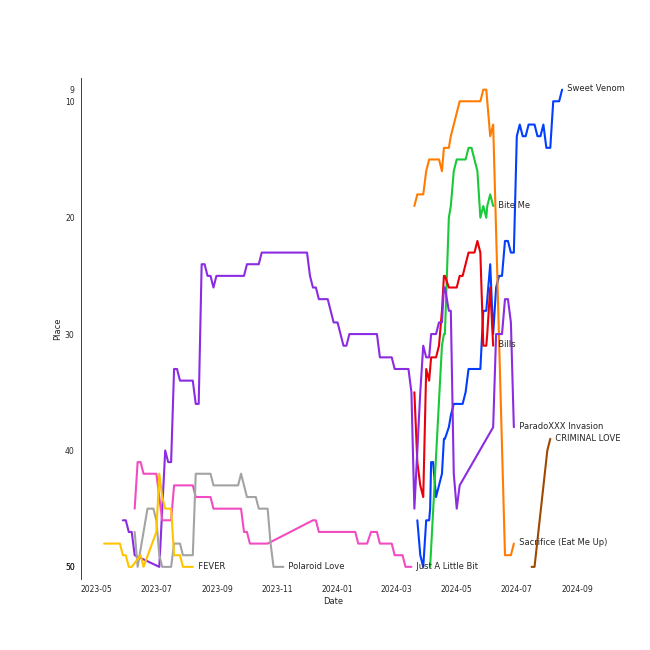 9
10
20
30
40
50
Place
Sweet Venom
Bite Me
Bills
ParadoXXX Invasion
CRIMINAL LOVE
Sacrifice (Eat Me Up)
FEVER
Polaroid Love
Just A Little Bit
2023-05
2023-07
2023-09
2023-11
2024-01
2024-03
2024-05
2024-07
2024-09
Date